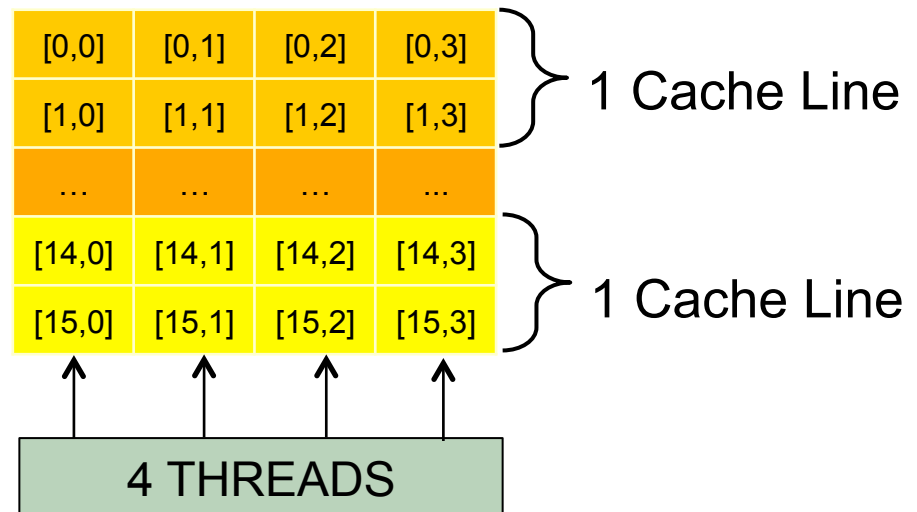 [0,0] [0,1] [0,2] [0,3]
1 Cache Line
[1,0] [1,1] [1,2] [1,3]
… … … ...
[14,0] [14,1] [14,2] [14,3]
1 Cache Line
[15,0] [15,1] [15,2] [15,3]
4 THREADS